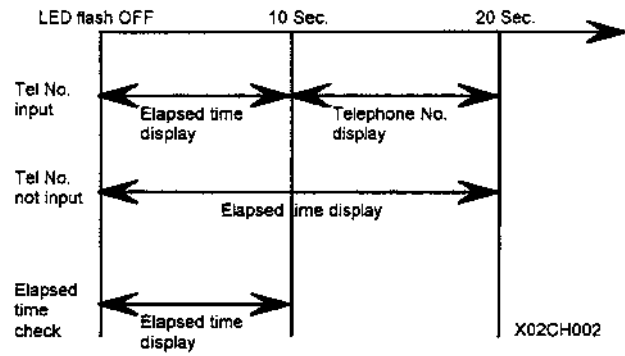 LED flash OFF 10 Sec. 20 Sec.
Tel No.
input
Elapsed time
display
Telephone No.
display
Tel No.
not input
Elapsed time display
Elapsed
time
check
Elapsed time
display
X02CH002